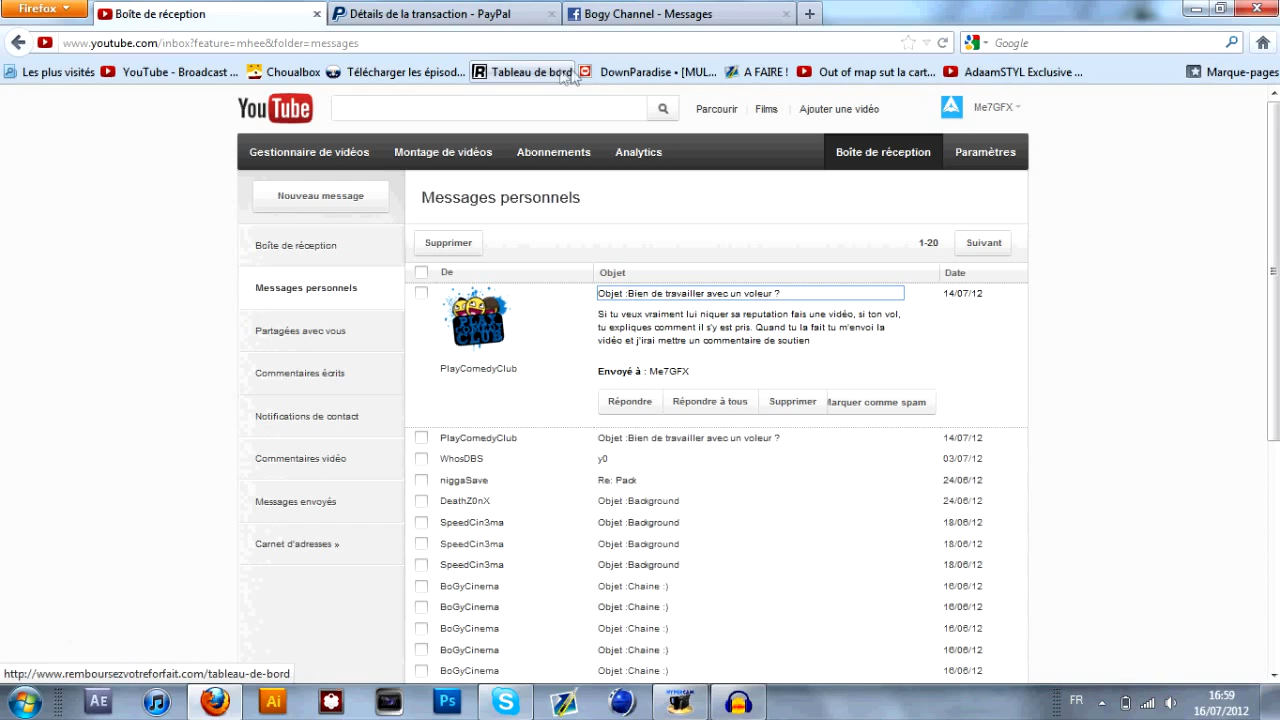 Firefox
Boîte de réception
Détails de la transaction - PayPal
Bogy Channel - Messages
www.youtube.com/inbox?feature=mhee&folder=messages
Google
Les plus visités
YouTube - Broadcast ...
Choualbox
Télécharger les épisod...
Tableau de bord
DownParadise • [MUL...
A FAIRE !
Out of map sut la cart...
AdaamSTYL Exclusive ...
Marque-pages
YouTube
Parcourir
Films
Ajouter une vidéo
Me7GFX
Gestionnaire de vidéos
Montage de vidéos
Abonnements
Analytics
Boîte de réception
Paramètres
Nouveau message
Messages personnels
Boîte de réception
Supprimer
1-20
Suivant
De
Objet
Date
Messages personnels
Objet :Bien de travailler avec un voleur ?
14/07/12
PLAY
COMEDY
CLUB
Si tu veux vraiment lui niquer sa reputation fais une vidéo, si ton vol,
tu expliques comment il s'y est pris. Quand tu la fait tu m'envoi la
vidéo et j'irai mettre un commentaire de soutien
Partagées avec vous
PlayComedyClub
Envoyé à : Me7GFX
Commentaires écrits
Répondre
Répondre à tous
Supprimer
Marquer comme spam
Notifications de contact
PlayComedyClub
Objet :Bien de travailler avec un voleur ?
14/07/12
Commentaires vidéo
WhosDBS
y0
03/07/12
niggaSave
Re: Pack
24/06/12
Messages envoyés
DeathZ0nX
Objet :Background
24/06/12
SpeedCin3ma
Objet :Background
18/06/12
Carnet d'adresses »
SpeedCin3ma
Objet :Background
18/06/12
SpeedCin3ma
Objet :Background
18/06/12
BoGyCinema
Objet :Chaine :)
16/06/12
BoGyCinema
Objet :Chaine :)
16/06/12
BoGyCinema
Objet :Chaine :)
16/06/12
BoGyCinema
Objet :Chaine :)
16/06/12
BoGyCinema
Objet :Chaine :)
16/06/12
http://www.remboursezvotreforfait.com/tableau-de-bord
Ae
Ai
Ps
HYPERCAM
FR
16:59
16/07/2012